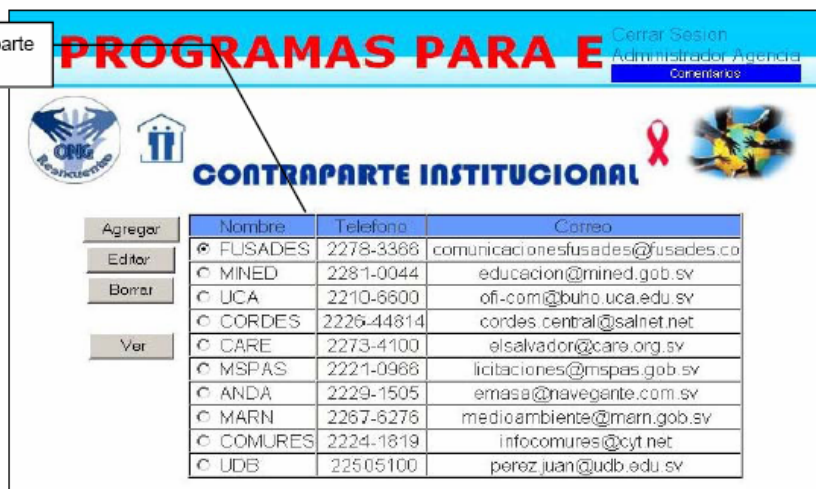 parte
PROGRAMAS PARA E
Cerrar Sesion
Administrador Agencia
Comentarios
ONG
Reencuentro
CONTRAPARTE INSTITUCIONAL
Agregar
Editar
Borrar
Ver
Nombre Telefono Correo
FUSADES 2278-3366 comunicacionesfusades@fusades.co
MINED 2281-0044 educacion@mined.gob.sv
UCA 2210-6600 ofi-com@buho.uca.edu.sv
CORDES 2226-44814 cordes.central@salnet.net
CARE 2273-4100 elsalvador@care.org.sv
MSPAS 2221-0966 licitaciones@mspas.gob.sv
ANDA 2229-1505 emasa@navegante.com.sv
MARN 2267-6276 medioambiente@marn.gob.sv
COMURES 2224-1819 infocomures@cyt.net
UDB 22505100 perez.juan@udb.edu.sv